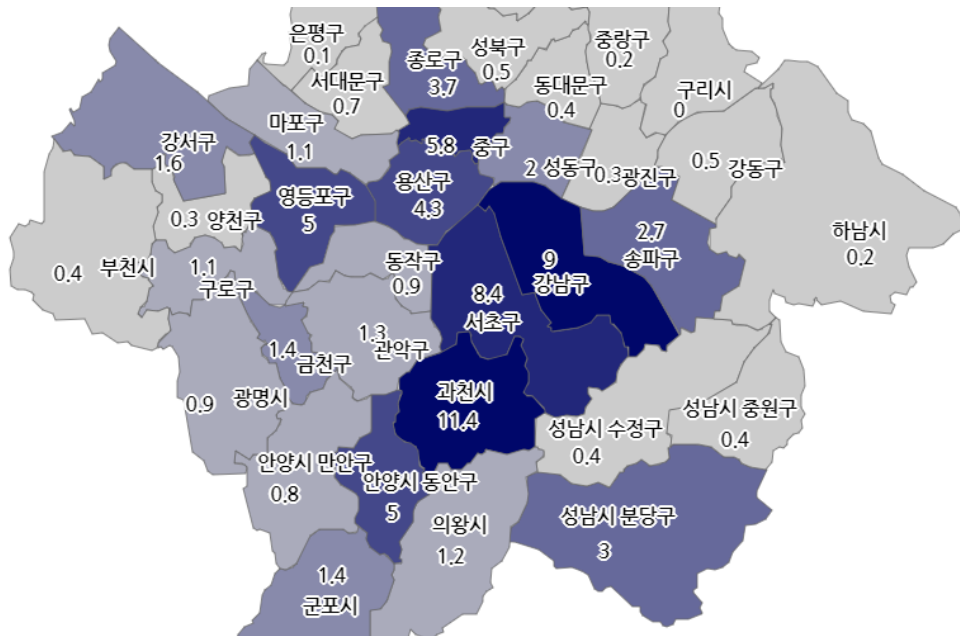 은평구
0.1
서대문구
0.7
종로구
3.7
성북구
0.5
중랑구
0.2
동대문구
0.4
구리시
0
강서구
1.6
마포구
1.1
5.8 중구
2 성동구
0.3 광진구
0.5 강동구
0.3 양천구
영등포구
5
용산구
4.3
하남시
0.2
0.4 부천시
1.1
구로구
동작구
0.9
9
강남구
2.7
송파구
8.4
서초구
1.4
금천구
1.3
관악구
0.9 광명시
과천시
11.4
성남시 수정구
0.4
성남시 중원구
0.4
안양시 만안구
0.8
안양시 동안구
5
의왕시
1.2
성남시 분당구
3
1.4
군포시